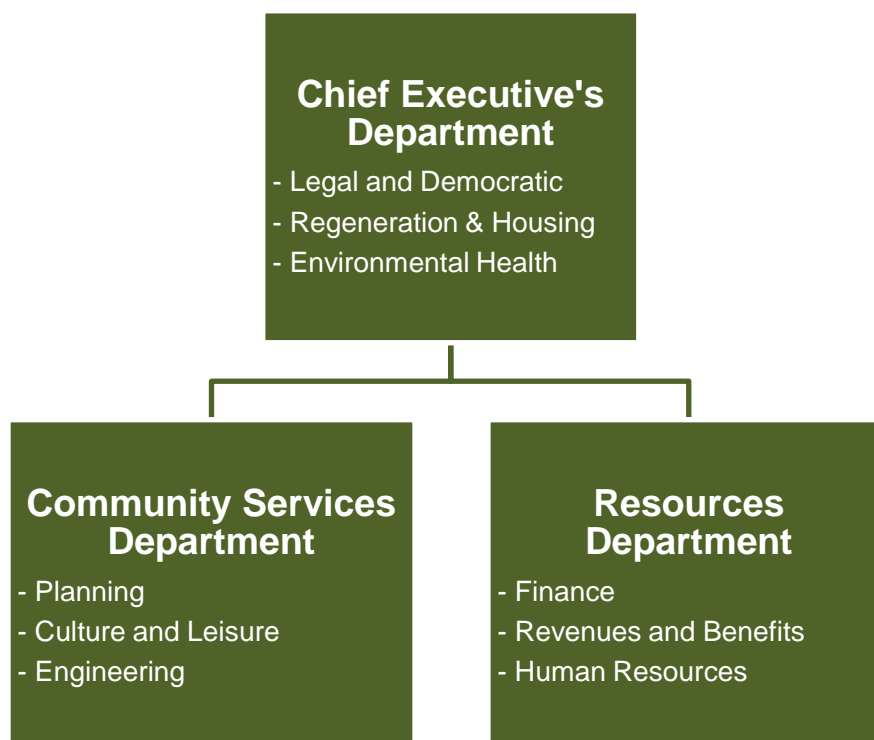 Chief Executive's
Department
- Legal and Democratic
- Regeneration & Housing
- Environmental Health
Community Services
Department
- Planning
- Culture and Leisure
- Engineering
Resources
Department
- Finance
- Revenues and Benefits
- Human Resources